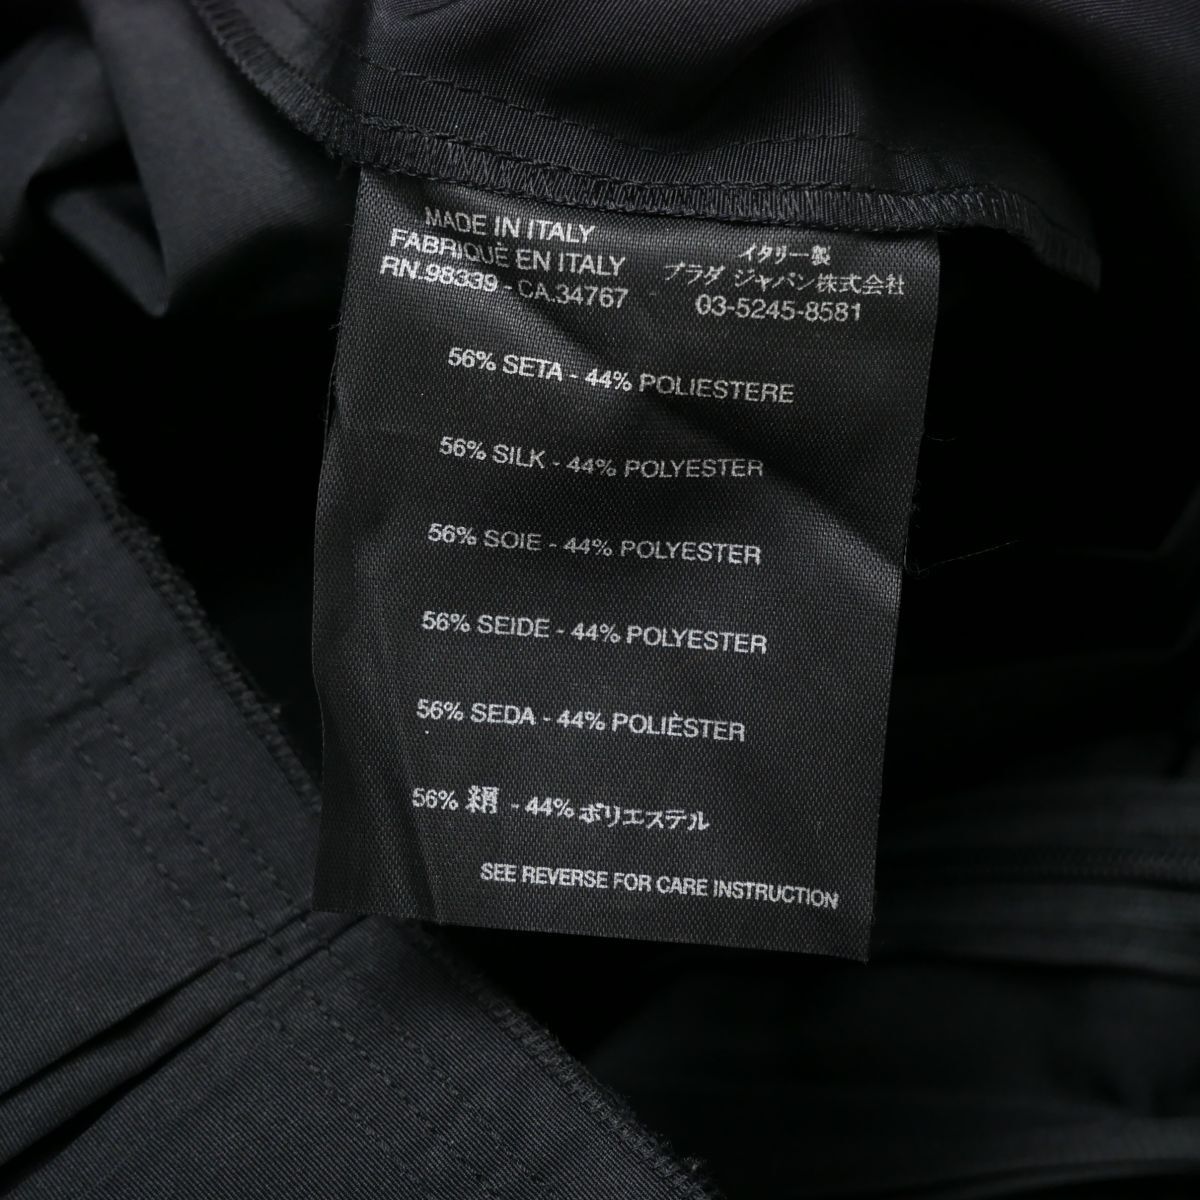 MADE IN ITALY
FABRIQUÉ EN ITALY
RN.98339 - CA.34767
イタリー製
プラダ ジャパン株式会社
03-5245-8581
56% SETA - 44% POLIESTERE
56% SILK - 44% POLYESTER
56% SOIE - 44% POLYESTER
56% SEIDE - 44% POLYESTER
56% SEDA - 44% POLIÈSTER
56% 絹 - 44% ポリエステル
SEE REVERSE FOR CARE INSTRUCTION